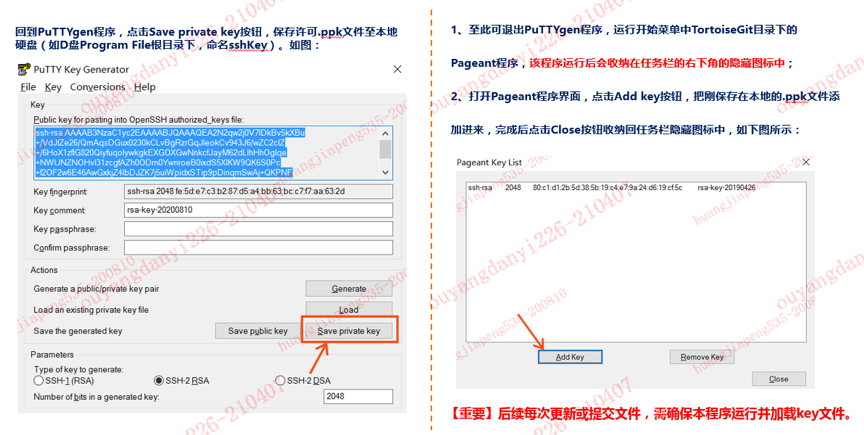 回到PuTTYgen程序，点击Save private key按钮，保存许可.ppk文件至本地
硬盘（如D盘Program File根目录下，命名sshKey）。如图：
PuTTY Key Generator
File Key Conversions Help
Key
Public key for pasting into OpenSSH authorized_keys file:
Key fingerprint: ssh-rsa 2048 fe:5d:e7:c3:b2:87:d5:a4:bb:63:bc:c7:f7:aa:63:2d
Key comment: rsa-key-20200810
Key passphrase:
Confirm passphrase:
Actions
Generate a public/private key pair Generate
Load an existing private key file Load
Save the generated key Save public key Save private key
Parameters
Type of key to generate:
SSH-1 (RSA) SSH-2 RSA SSH-2 DSA
Number of bits in a generated key: 2048
1、至此可退出PuTTYgen程序，运行开始菜单中TortoiseGit目录下的
Pageant程序，该程序运行后会收纳在任务栏的右下角的隐藏图标中；
2、打开Pageant程序界面，点击Add key按钮，把刚保存在本地的.ppk文件添
加进来，完成后点击Close按钮收纳回任务栏隐藏图标中，如下图所示：
Pageant Key List
ssh-rsa 2048 80:c1:d1:2b:5d:38:5b:19:c4:e7:9a:24:d6:19:cf:5c rsa-key-20190426
Add Key Remove Key
Close
【重要】后续每次更新或提交文件，需确保本程序运行并加载key文件。